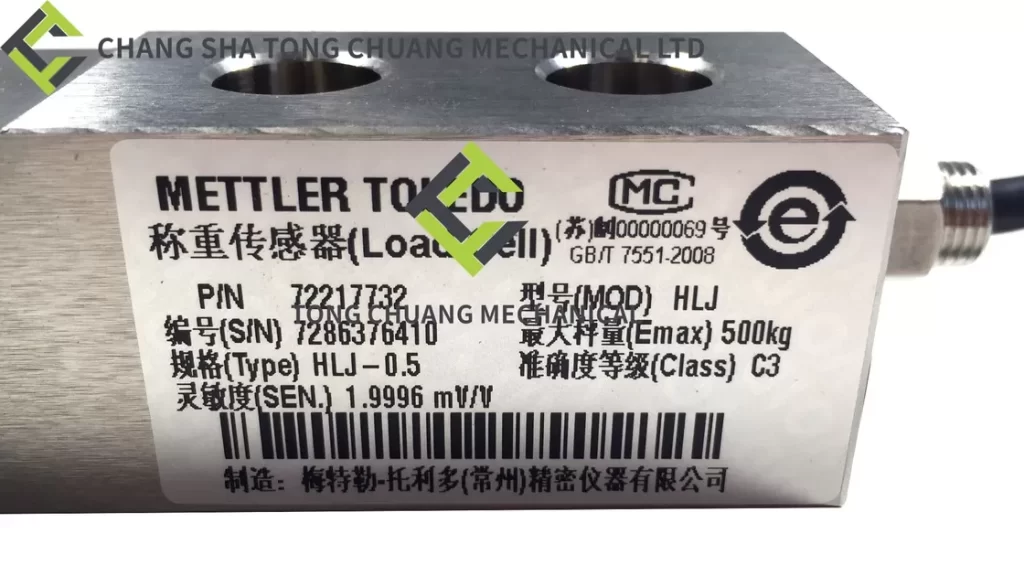 CHANG SHA TONG CHUANG MECHANICAL LTD
METTLER TOLEDO
MC
称重传感器(Load Cell)
(苏)制00000069号
GB/T 7551-2008
e
P/N 72217732
型号(MOD) HLJ
TONG CHUANG MECHANICAL
编号(S/N) 7286376410
最大秤量(Emax) 500kg
规格(Type) HLJ-0.5
准确度等级(Class) C3
灵敏度(SEN.) 1.9996 mV/V
制造：梅特勒-托利多(常州)精密仪器有限公司